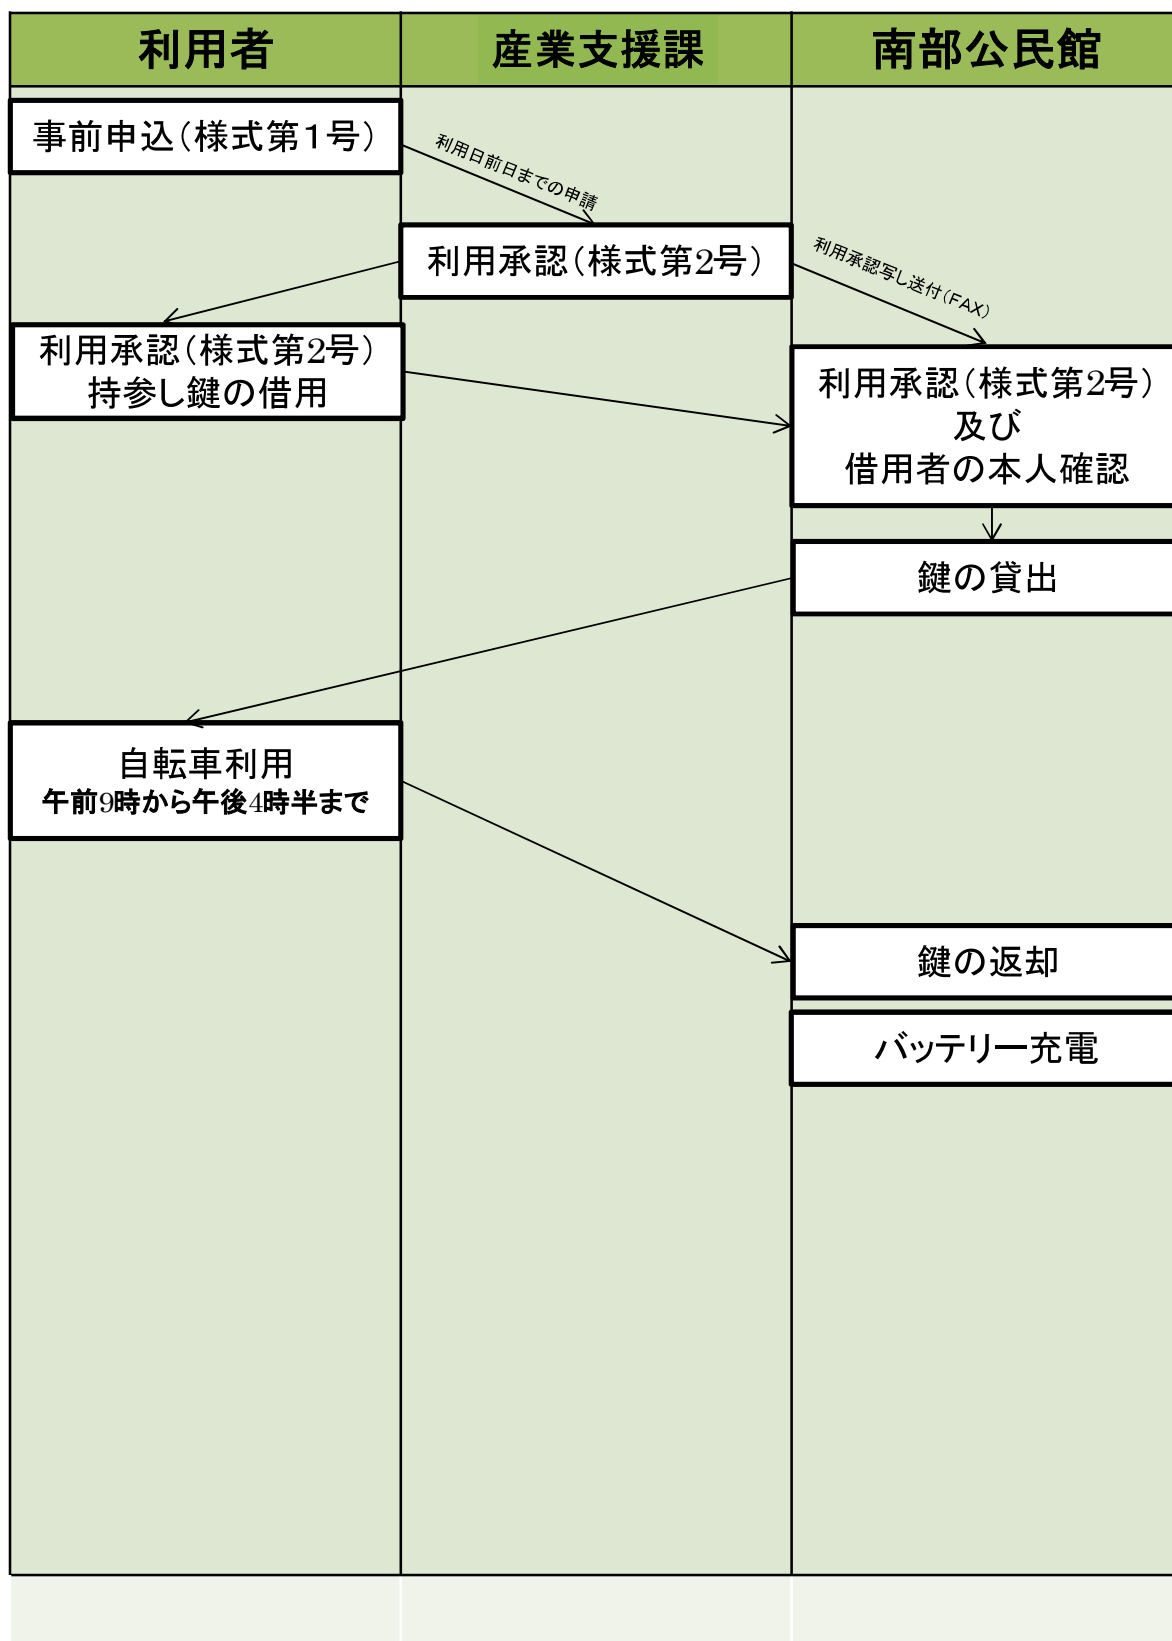 利用者
産業支援課
南部公民館
事前申込（様式第１号）
利用日前日までの申請
利用承認（様式第2号）
利用承認写し送付（FAX）
利用承認（様式第2号）
持参し鍵の借用
利用承認（様式第2号）
及び
借用者の本人確認
鍵の貸出
自転車利用
午前9時から午後4時半まで
鍵の返却
バッテリー充電